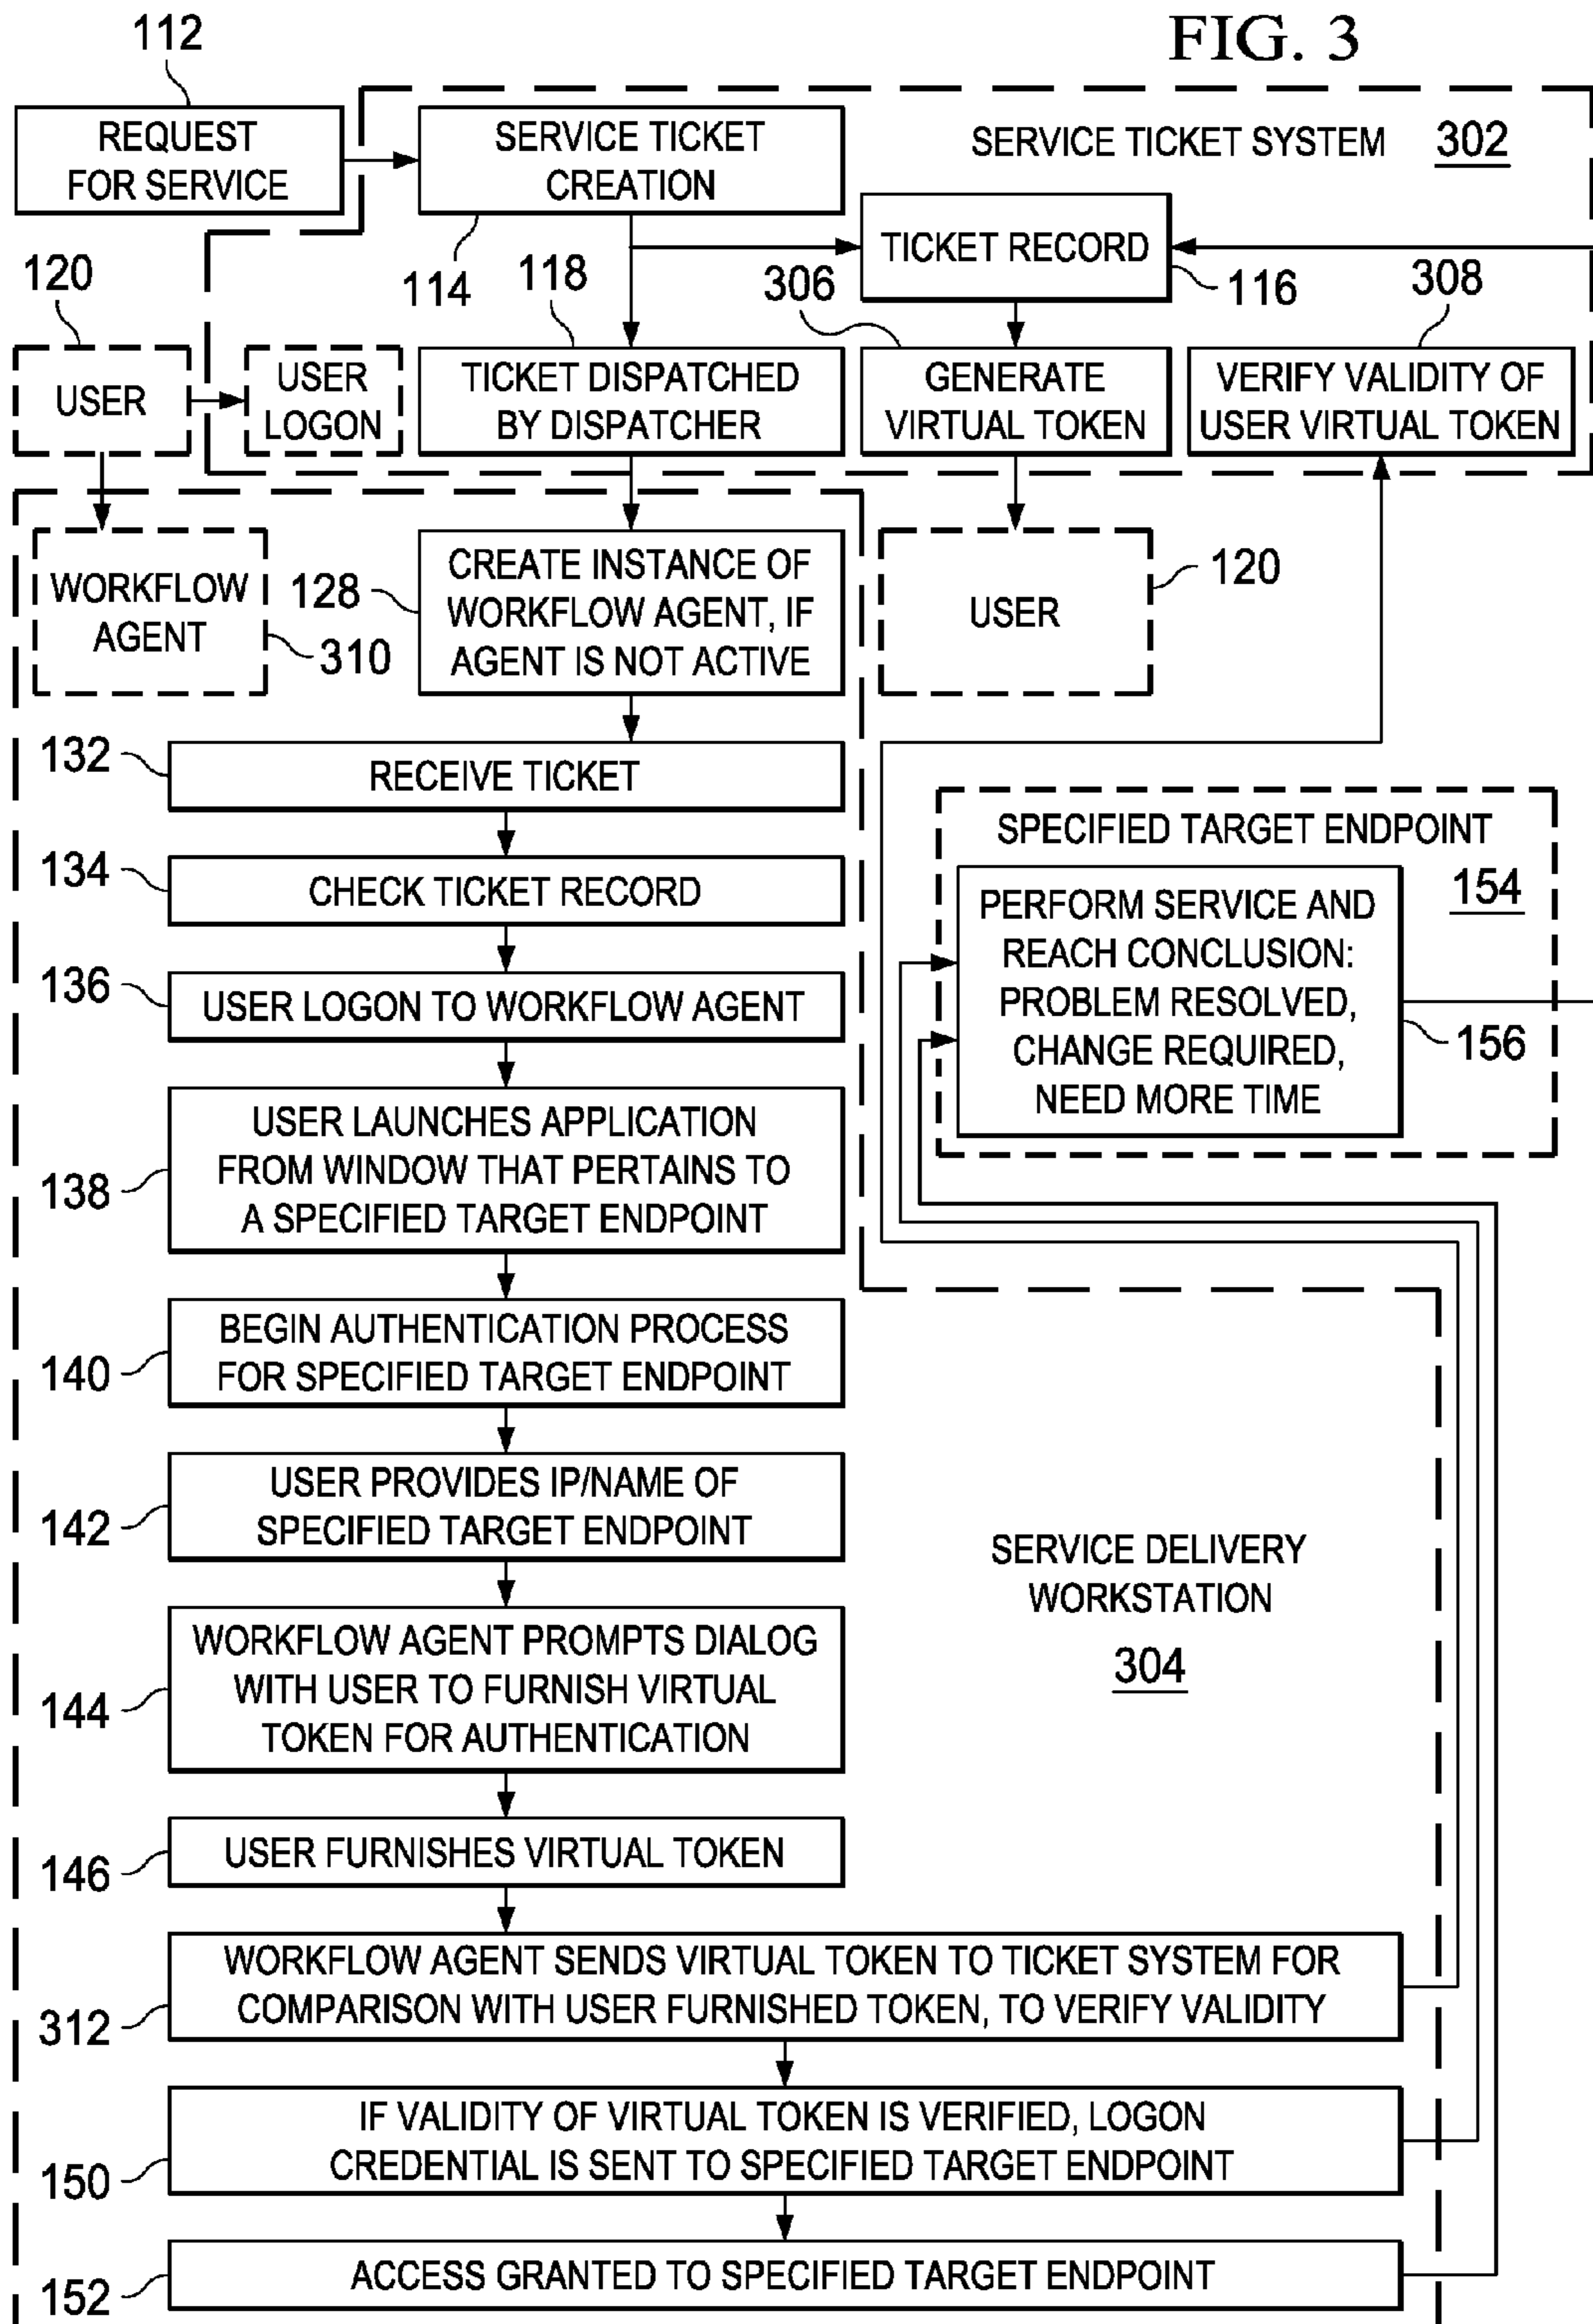 FIG. 3
112
REQUEST
FOR SERVICE
SERVICE TICKET
CREATION
114
SERVICE TICKET SYSTEM 302
TICKET RECORD
116
120
USER
USER
LOGON
118
TICKET DISPATCHED
BY DISPATCHER
306
GENERATE
VIRTUAL TOKEN
308
VERIFY VALIDITY OF
USER VIRTUAL TOKEN
WORKFLOW
AGENT
310
128
CREATE INSTANCE OF
WORKFLOW AGENT, IF
AGENT IS NOT ACTIVE
USER
120
132
RECEIVE TICKET
134
CHECK TICKET RECORD
136
USER LOGON TO WORKFLOW AGENT
138
USER LAUNCHES APPLICATION
FROM WINDOW THAT PERTAINS TO
A SPECIFIED TARGET ENDPOINT
SPECIFIED TARGET ENDPOINT
154
PERFORM SERVICE AND
REACH CONCLUSION:
PROBLEM RESOLVED,
CHANGE REQUIRED,
NEED MORE TIME
156
140
BEGIN AUTHENTICATION PROCESS
FOR SPECIFIED TARGET ENDPOINT
142
USER PROVIDES IP/NAME OF
SPECIFIED TARGET ENDPOINT
SERVICE DELIVERY
WORKSTATION
304
144
WORKFLOW AGENT PROMPTS DIALOG
WITH USER TO FURNISH VIRTUAL
TOKEN FOR AUTHENTICATION
146
USER FURNISHES VIRTUAL TOKEN
312
WORKFLOW AGENT SENDS VIRTUAL TOKEN TO TICKET SYSTEM FOR
COMPARISON WITH USER FURNISHED TOKEN, TO VERIFY VALIDITY
150
IF VALIDITY OF VIRTUAL TOKEN IS VERIFIED, LOGON
CREDENTIAL IS SENT TO SPECIFIED TARGET ENDPOINT
152
ACCESS GRANTED TO SPECIFIED TARGET ENDPOINT